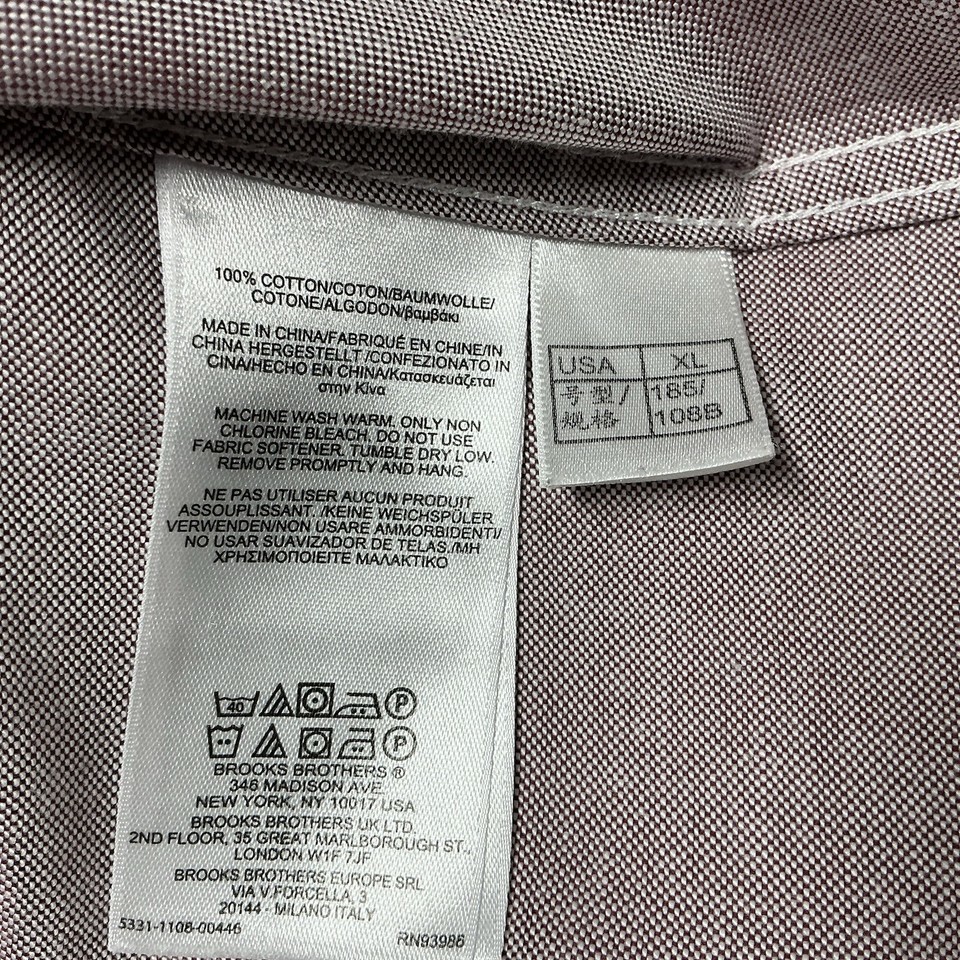 100% COTTON/COTON/BAUMWOLLE/
COTONE/ALGODON/βαμβάκι
MADE IN CHINA/FABRIQUÉ EN CHINE/IN
CHINA HERGESTELLT /CONFEZIONATO IN
CINA/HECHO EN CHINA/Κατασκευάζεται
στην Κίνα
MACHINE WASH WARM. ONLY NON
CHLORINE BLEACH. DO NOT USE
FABRIC SOFTENER. TUMBLE DRY LOW.
REMOVE PROMPTLY AND HANG.
NE PAS UTILISER AUCUN PRODUIT
ASSOUPLISSANT. /KEINE WEICHSPÜLER
VERWENDEN/NON USARE AMMORBIDENTI/
NO USAR SUAVIZADOR DE TELAS./ΜΗ
ΧΡΗΣΙΜΟΠΟΙΕΙΤΕ ΜΑΛΑΚΤΙΚΟ
40 P
P
BROOKS BROTHERS ®
346 MADISON AVE.
NEW YORK, NY 10017 USA
BROOKS BROTHERS UK LTD.
2ND FLOOR, 35 GREAT MARLBOROUGH ST.,
LONDON W1F 7JF
BROOKS BROTHERS EUROPE SRL
VIA V.FORCELLA, 3
20144 - MILANO ITALY
5331-1108-00446 RN93986
USA XL
号型/ 185/
规格 108B